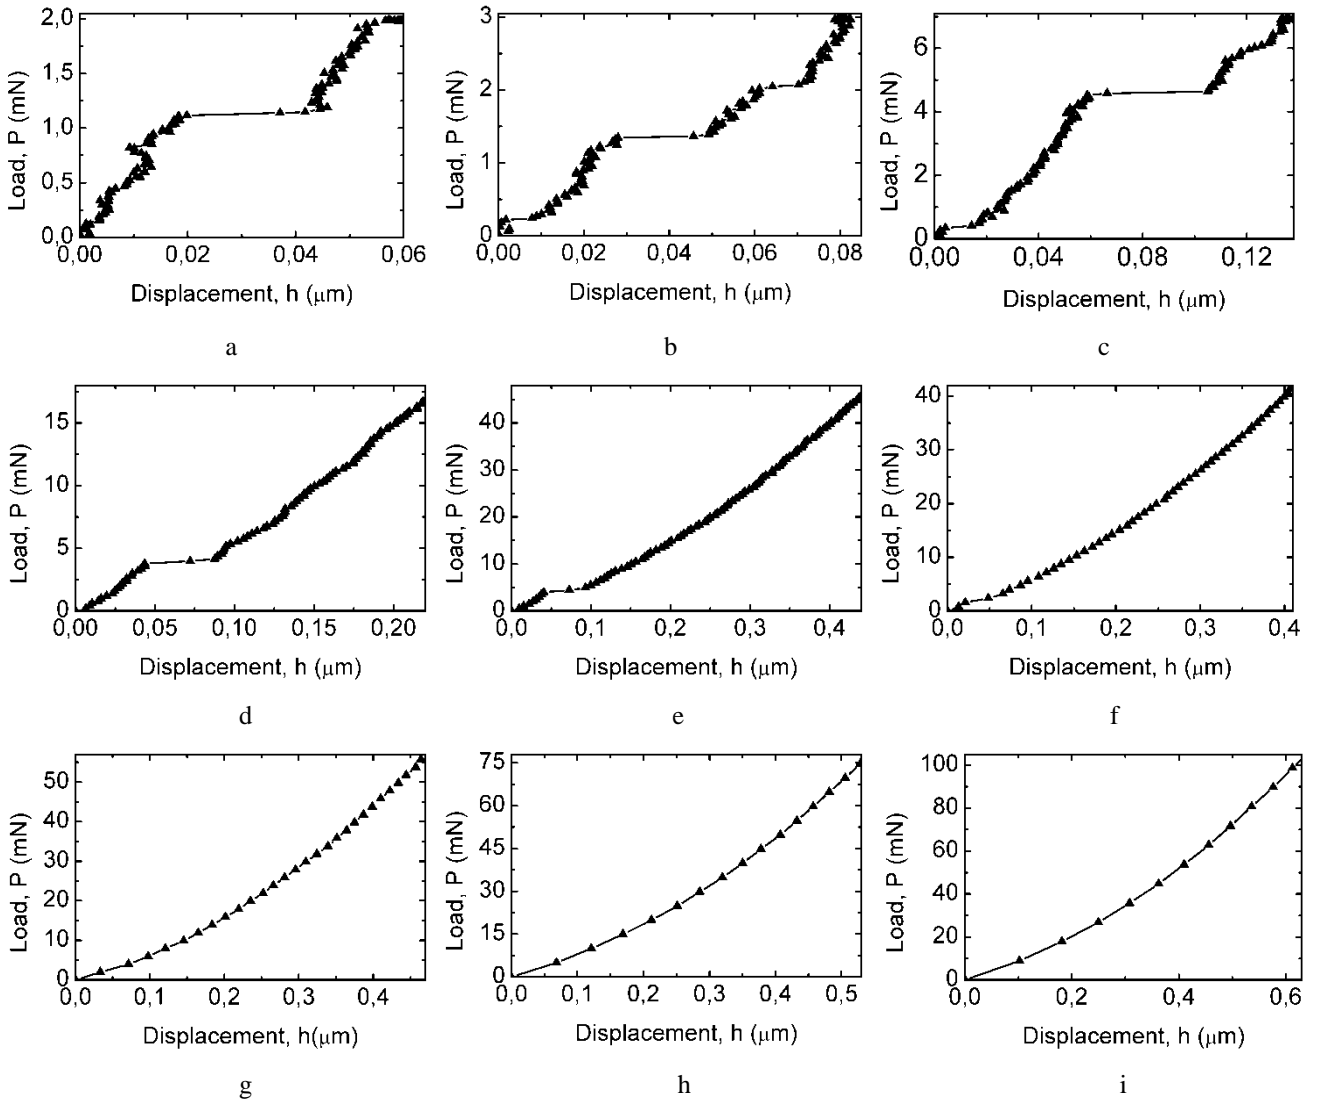 2,0
1,5
1,0
0,5
2,0
0,00 0,02 0,04 0,06
Load, P (mN)
Displacement, h (μm)
a
3
2
1
0
0,00 0,02 0,04 0,06 0,08
Load, P (mN)
Displacement, h (μm)
b
6
4
2
0
0,00 0,04 0,08 0,12
Load, P (mN)
Displacement, h (μm)
c
15
10
5
0
0,00 0,05 0,10 0,15 0,20
Load, P (mN)
Displacement, h (μm)
d
40
30
20
10
0
0,0 0,1 0,2 0,3 0,4
Load, P (mN)
Displacement, h (μm)
e
40
30
20
10
0
0,0 0,1 0,2 0,3 0,4
Load, P (mN)
Displacement, h (μm)
f
50
40
30
20
10
0
0,0 0,1 0,2 0,3 0,4
Load, P (mN)
Displacement, h(μm)
g
75
60
45
30
15
0
0,0 0,1 0,2 0,3 0,4 0,5
Load, P (mN)
Displacement, h (μm)
h
100
80
60
40
20
0
0,0 0,2 0,4 0,6
Load, P (mN)
Displacement, h (μm)
i